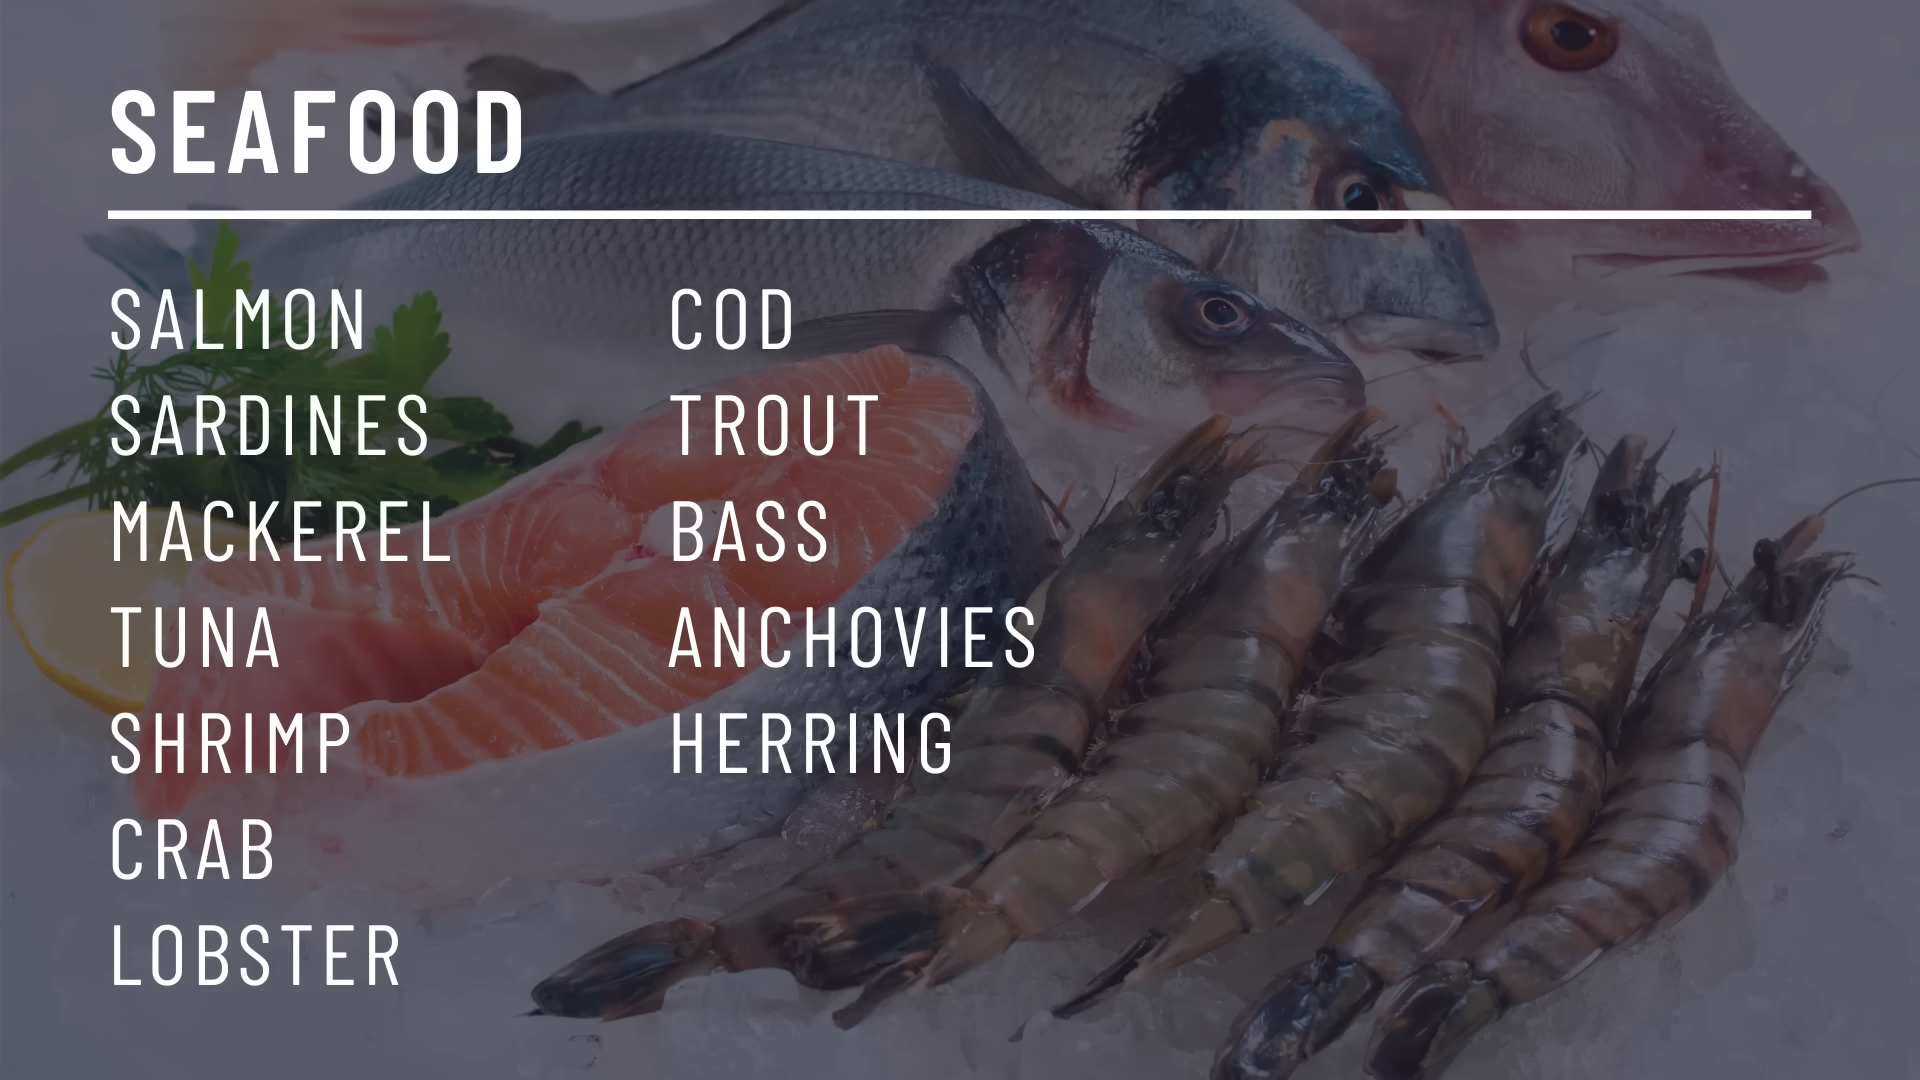 SEAFOOD
SALMON
SARDINES
MACKEREL
TUNA
SHRIMP
CRAB
LOBSTER
COD
TROUT
BASS
ANCHOVIES
HERRING